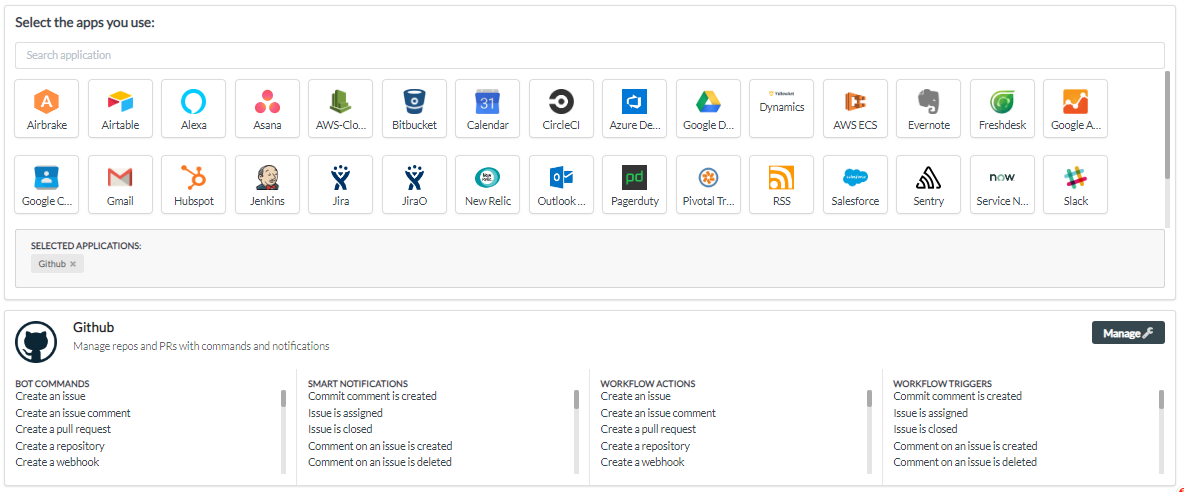 Select the apps you use:
Search application
Airbrake Airtable Alexa Asana AWS-Clo... Bitbucket 31 Calendar CircleCI Azure De... Google D... Yellowbot Dynamics AWS ECS Evernote Freshdesk Google A...
Google C... Gmail Hubspot Jenkins Jira JiraO New Relic New Relic Outlook ... pd Pagerduty Pivotal Tr... RSS salesforce Salesforce Sentry now Service N... Slack
SELECTED APPLICATIONS:
Github ×
Github
Manage repos and PRs with commands and notifications
Manage
BOT COMMANDS
Create an issue
Create an issue comment
Create a pull request
Create a repository
Create a webhook
SMART NOTIFICATIONS
Commit comment is created
Issue is assigned
Issue is closed
Comment on an issue is created
Comment on an issue is deleted
WORKFLOW ACTIONS
Create an issue
Create an issue comment
Create a pull request
Create a repository
Create a webhook
WORKFLOW TRIGGERS
Commit comment is created
Issue is assigned
Issue is closed
Comment on an issue is created
Comment on an issue is deleted